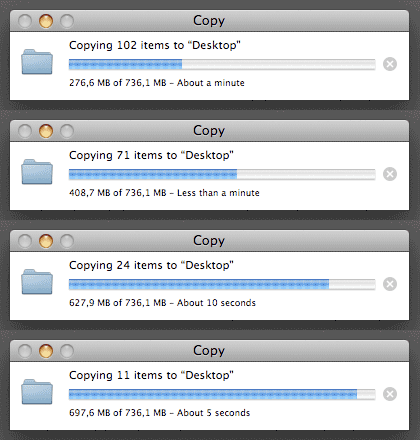 Copy
Copying 102 items to “Desktop”
276,6 MB of 736,1 MB – About a minute
Copy
Copying 71 items to “Desktop”
408,7 MB of 736,1 MB – Less than a minute
Copy
Copying 24 items to “Desktop”
627,9 MB of 736,1 MB – About 10 seconds
Copy
Copying 11 items to “Desktop”
697,6 MB of 736,1 MB – About 5 seconds